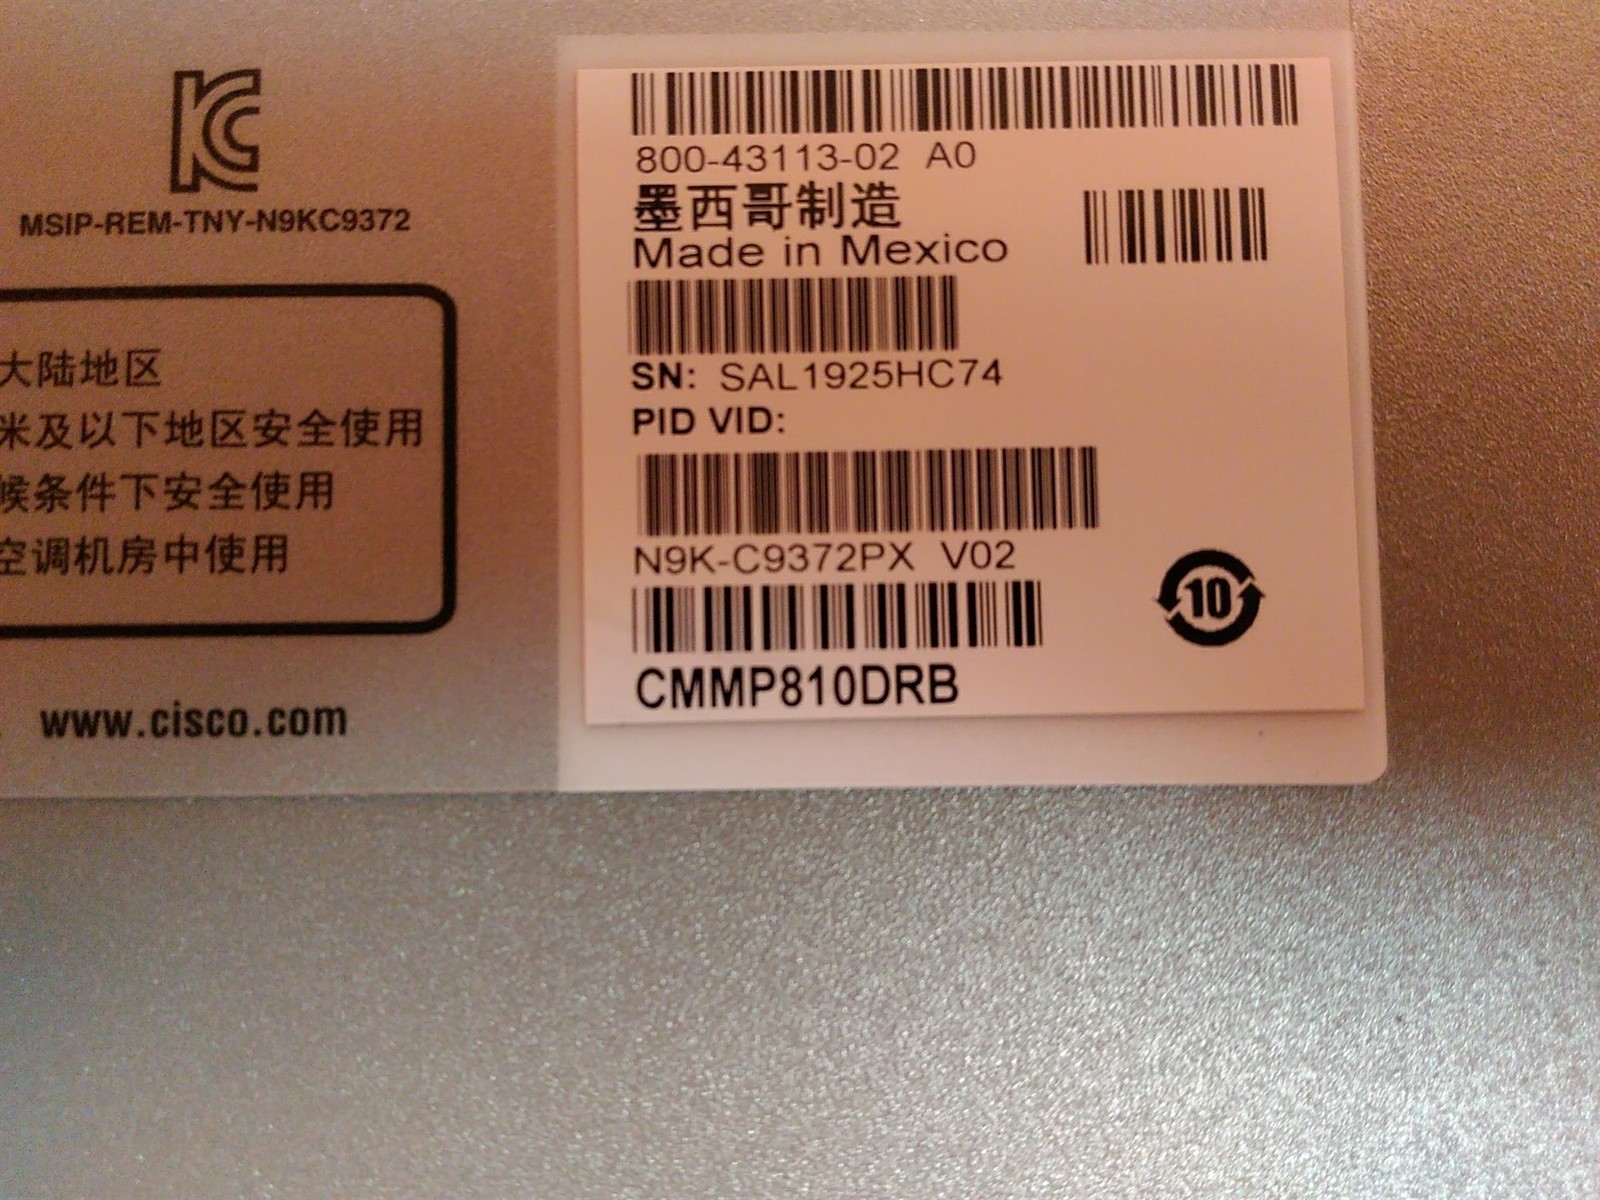 KC
MSIP-REM-TNY-N9KC9372
大陆地区
米及以下地区安全使用
候条件下安全使用
空调机房中使用
www.cisco.com
800-43113-02 A0
墨西哥制造
Made in Mexico
SN: SAL1925HC74
PID VID:
N9K-C9372PX V02
10
CMMP810DRB